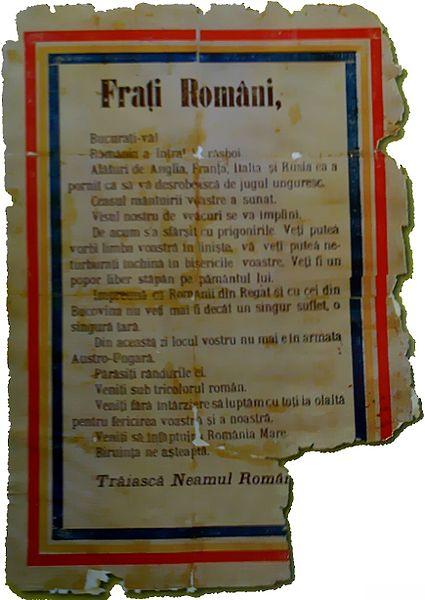 Frați Români,
Bucurați-vă!
România a intrat în răsboi
Alături de Anglia, Franța, Italia și Rusia ea a
pornit ca să vă desrobească de jugul unguresc.
Ceasul mântuirii voastre a sunat.
Visul nostru de veacuri se va împlini.
De acum s'a sfârșit cu prigonirile. Veți puteà
vorbi limba voastră în liniște, vă veți puteà ne-
turburați închină în bisericile voastre. Veți fi un
popor liber stăpân pe pământul lui.
Împreună cu Românii din Regat și cu cei din
Bucovina nu veți mai fi decât un singur suflet, o
singură țară.
Din această zi locul vostru nu mai e in armata
Austro-Ungară.
Părăsiți rândurile ei.
Veniți sub tricolorul român.
Veniți fără întârziere să luptăm cu toți la olaltă
pentru fericirea voastră și a noastră.
Veniți să înfăptuim România Mare
Biruința ne așteaptă.
Trăiască Neamul Român